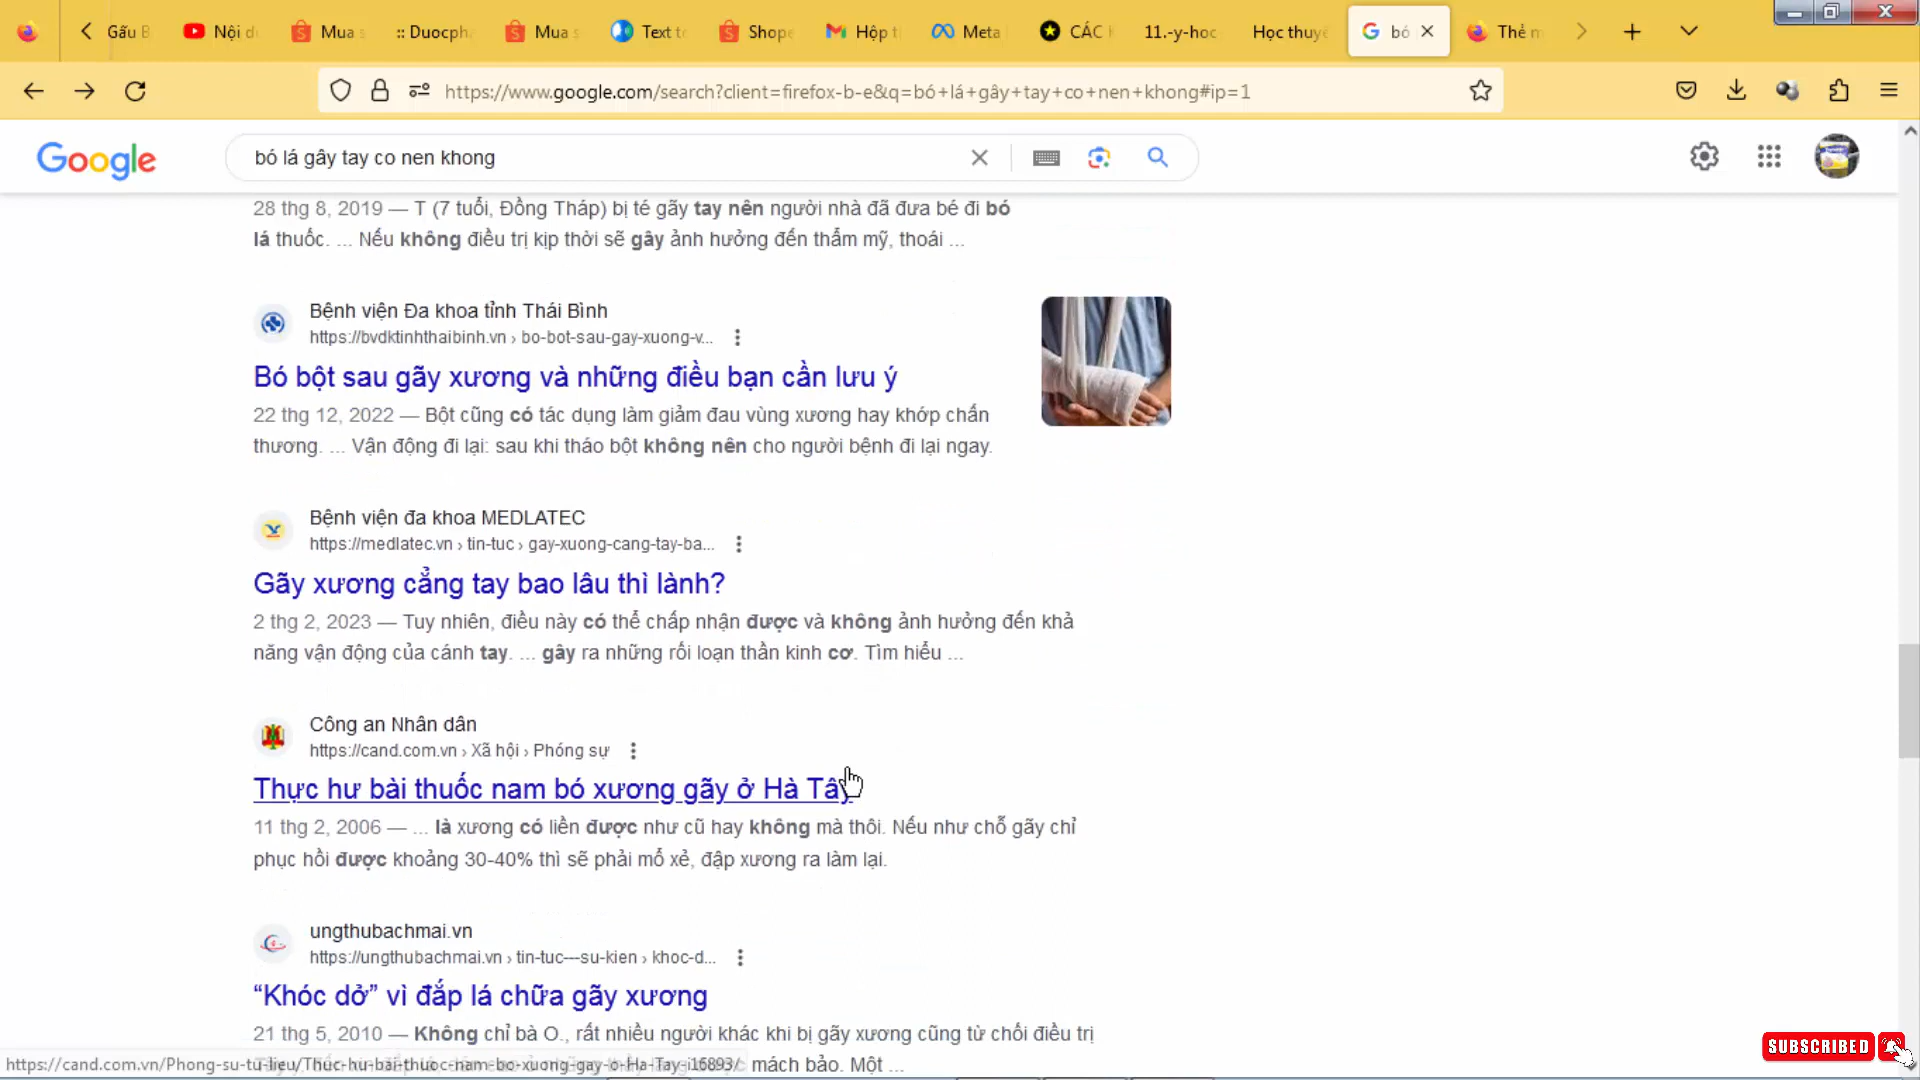 Gấu B
Nội d
Mua s
:: Duocph
Mua s
Text t
Shope
Hộp t
Meta
CÁC
11.-y-hoc
Học thuy
bó
Thẻ m
https://www.google.com/search?client=firefox-b-e&q=bó+lá+gây+tay+co+nen+khong#ip=1
Google
bó lá gây tay co nen khong
28 thg 8, 2019 — T (7 tuổi, Đồng Tháp) bị té gãy tay nên người nhà đã đưa bé đi bó
lá thuốc. ... Nếu không điều trị kịp thời sẽ gây ảnh hưởng đến thẩm mỹ, thoái ...
Bệnh viện Đa khoa tỉnh Thái Bình
https://bvdktinhthaibinh.vn › bo-bot-sau-gay-xuong-v...
Bó bột sau gãy xương và những điều bạn cần lưu ý
22 thg 12, 2022 — Bột cũng có tác dụng làm giảm đau vùng xương hay khớp chấn
thương. ... Vận động đi lại: sau khi tháo bột không nên cho người bệnh đi lại ngay.
Bệnh viện đa khoa MEDLATEC
https://medlatec.vn › tin-tuc › gay-xuong-cang-tay-ba...
Gãy xương cẳng tay bao lâu thì lành?
2 thg 2, 2023 — Tuy nhiên, điều này có thể chấp nhận được và không ảnh hưởng đến khả
năng vận động của cánh tay. ... gây ra những rối loạn thần kinh cơ. Tìm hiểu ...
Công an Nhân dân
https://cand.com.vn › Xã hội › Phóng sự
Thực hư bài thuốc nam bó xương gãy ở Hà Tây
11 thg 2, 2006 — ... là xương có liền được như cũ hay không mà thôi. Nếu như chỗ gãy chỉ
phục hồi được khoảng 30-40% thì sẽ phải mổ xẻ, đập xương ra làm lại.
ungthubachmai.vn
https://ungthubachmai.vn › tin-tuc---su-kien › khoc-d...
“Khóc dở” vì đắp lá chữa gãy xương
21 thg 5, 2010 — Không chỉ bà O., rất nhiều người khác khi bị gãy xương cũng từ chối điều trị
mách bảo. Một ...
https://cand.com.vn/Phong-su-tu-lieu/Thuc-hu-bai-thuoc-nam-bo-xuong-gay-o-Ha-Tay-i16893/
SUBSCRIBED